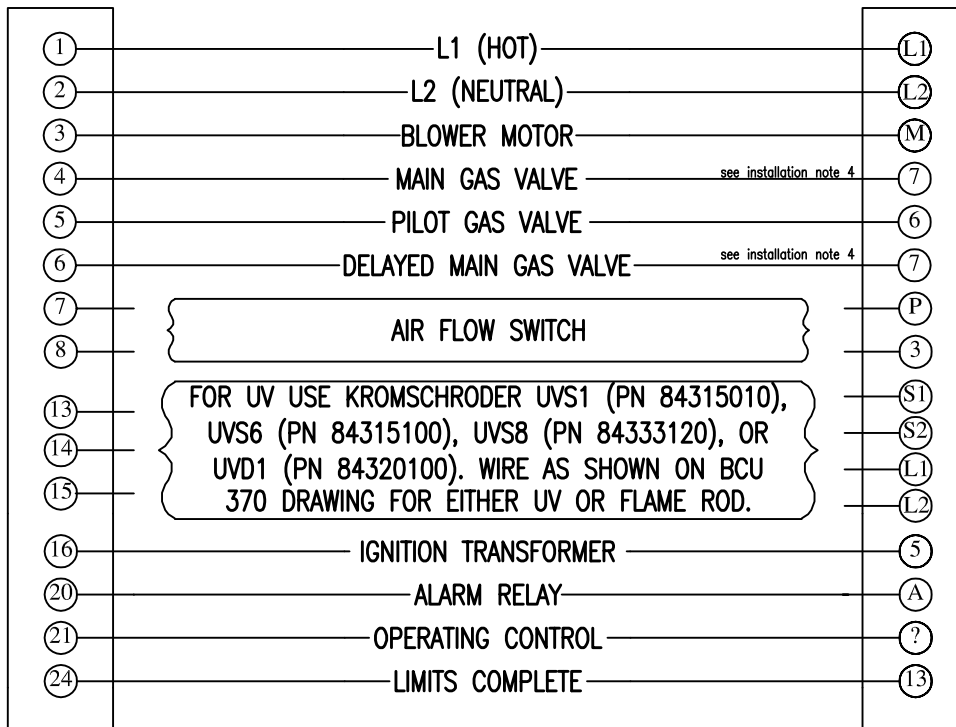 1 L1 (HOT) L1
2 L2 (NEUTRAL) L2
3 BLOWER MOTOR M
4 MAIN GAS VALVE see installation note 4 7
5 PILOT GAS VALVE 6
6 DELAYED MAIN GAS VALVE see installation note 4 7
7 P
AIR FLOW SWITCH
8 3
FOR UV USE KROMSCHRODER UVS1 (PN 84315010), S1
13
UVS6 (PN 84315100), UVS8 (PN 84333120), OR S2
14
UVD1 (PN 84320100). WIRE AS SHOWN ON BCU L1
15
370 DRAWING FOR EITHER UV OR FLAME ROD. L2
16 IGNITION TRANSFORMER 5
20 ALARM RELAY A
21 OPERATING CONTROL ?
24 LIMITS COMPLETE 13